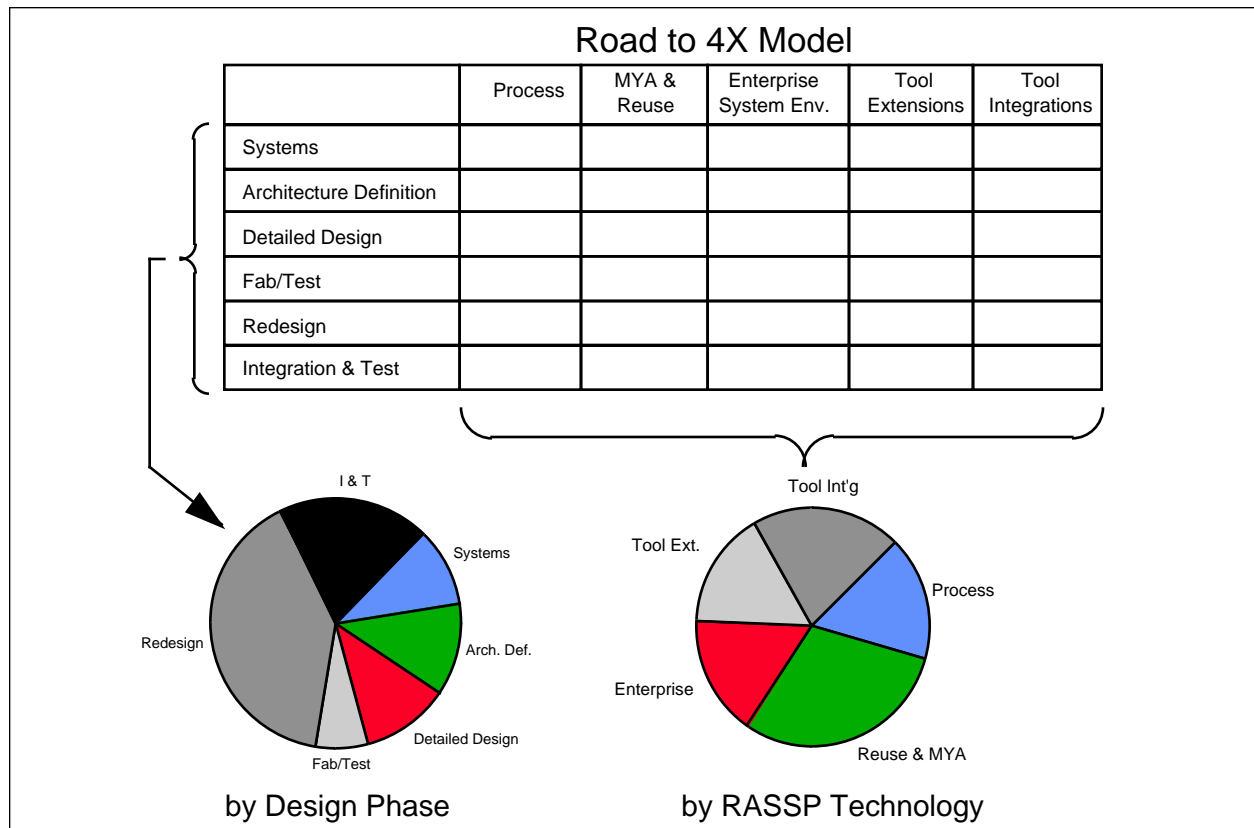 Road to 4X Model
Process
MYA &
Reuse
Enterprise
System Env.
Tool
Extensions
Tool
Integrations
Systems
Architecture Definition
Detailed Design
Fab/Test
Redesign
Integration & Test
I & T
Systems
Arch. Def.
Detailed Design
Fab/Test
Redesign
by Design Phase
Tool Int'g
Tool Ext.
Process
Enterprise
Reuse & MYA
by RASSP Technology